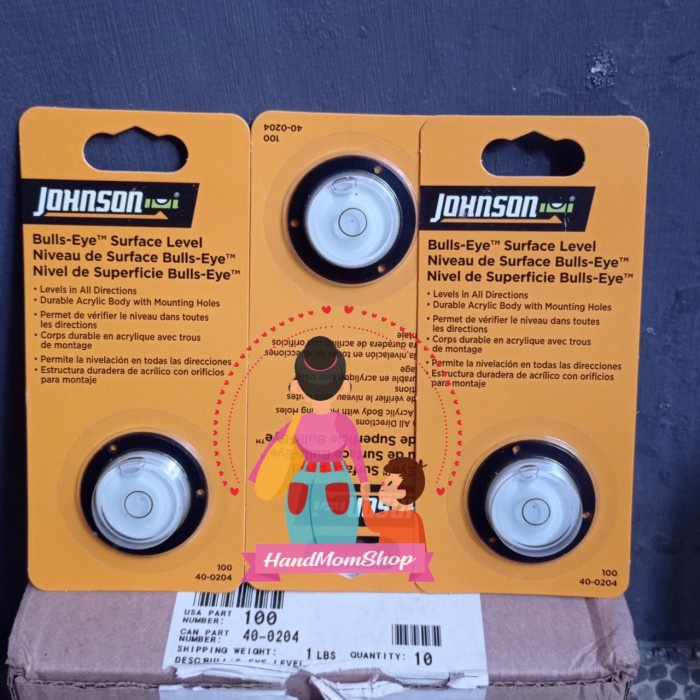 JOHNSON
Bulls-Eye™ Surface Level
Niveau de Surface Bulls-Eye™
Nivel de Superficie Bulls-Eye™
• Levels in All Directions
• Durable Acrylic Body with Mounting Holes
• Permet de vérifier le niveau dans toutes
les directions
• Corps durable en acrylique avec trous
de montage
• Permite la nivelación en todas las direcciones
• Estructura duradera de acrílico con orificios
para montaje
100
40-0204
100
40-0204
JOHNSON
Bulls-Eye™ Surface Level
Niveau de Surface Bulls-Eye™
Nivel de Superficie Bulls-Eye™
• Levels in All Directions
• Durable Acrylic Body with Mounting Holes
• Permet de vérifier le niveau dans toutes
les directions
Corps durable en acrylique avec trous
de montage
Permite la nivelación en todas las direcciones
• Estructura duradera de acrílico con orificios
para montaje
100
40-0204
HandMomShop
USA PART
NUMBER: 100
CAN PART
NUMBER: 40-0204
SHIPPING WEIGHT: 1 LBS QUANTITY: 10